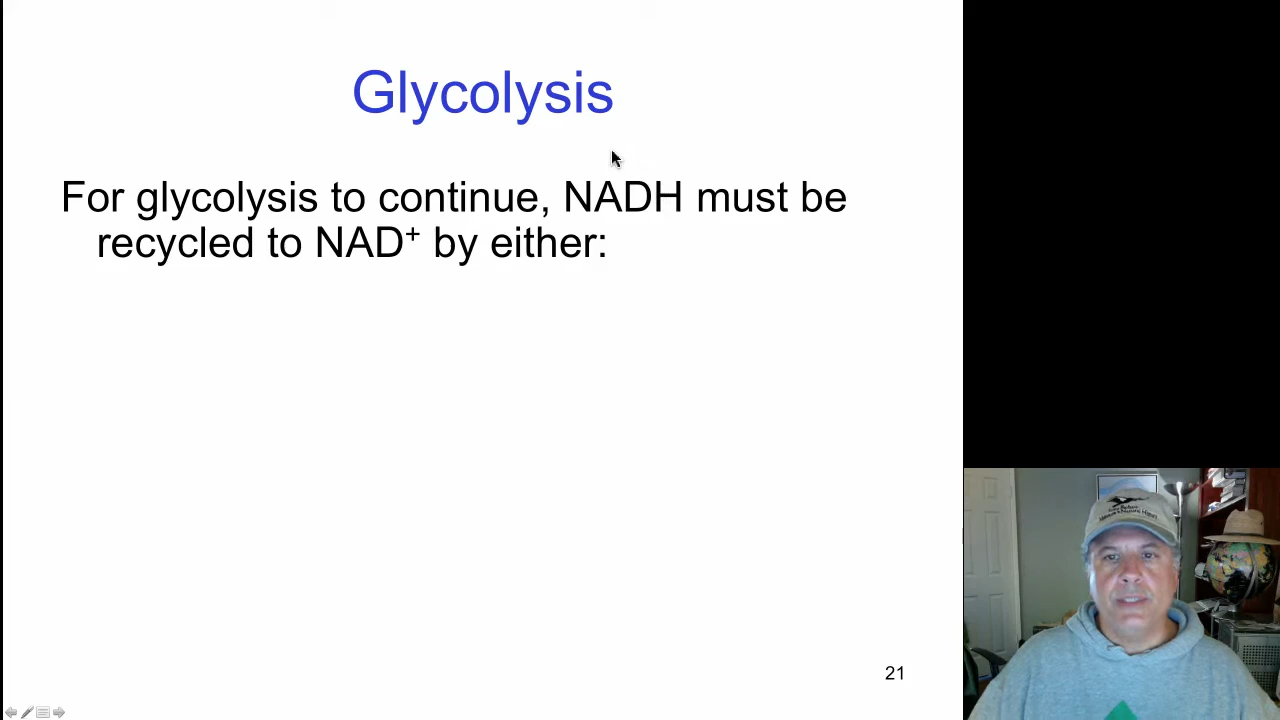 Glycolysis
For glycolysis to continue, NADH must be
recycled to NAD⁺ by either:
21